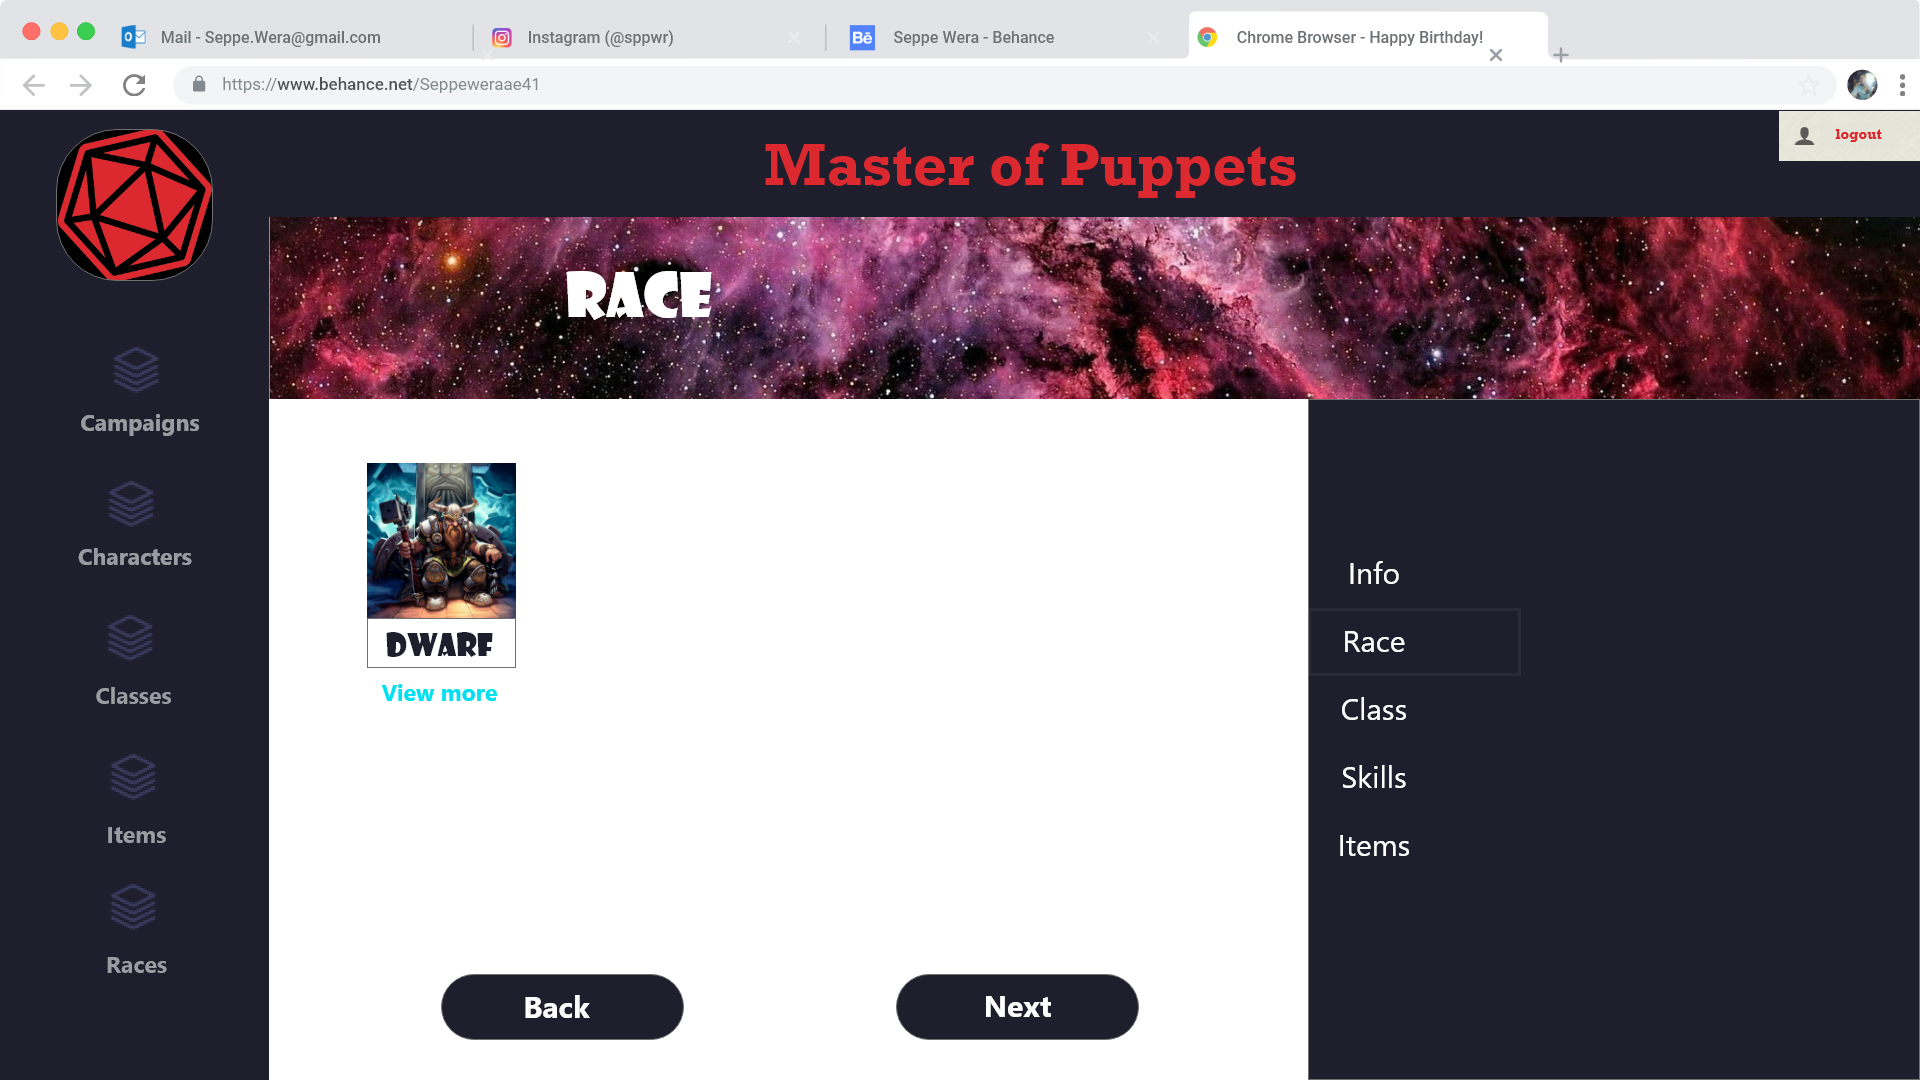 Mail - Seppe.Wera@gmail.com
Instagram (@sppwr)
Bē
Seppe Wera - Behance
Chrome Browser - Happy Birthday!
https://www.behance.net/Seppeweraae41
logout
Master of Puppets
RACE
Campaigns
Characters
Classes
Items
Races
DWARF
View more
Back
Next
Info
Race
Class
Skills
Items